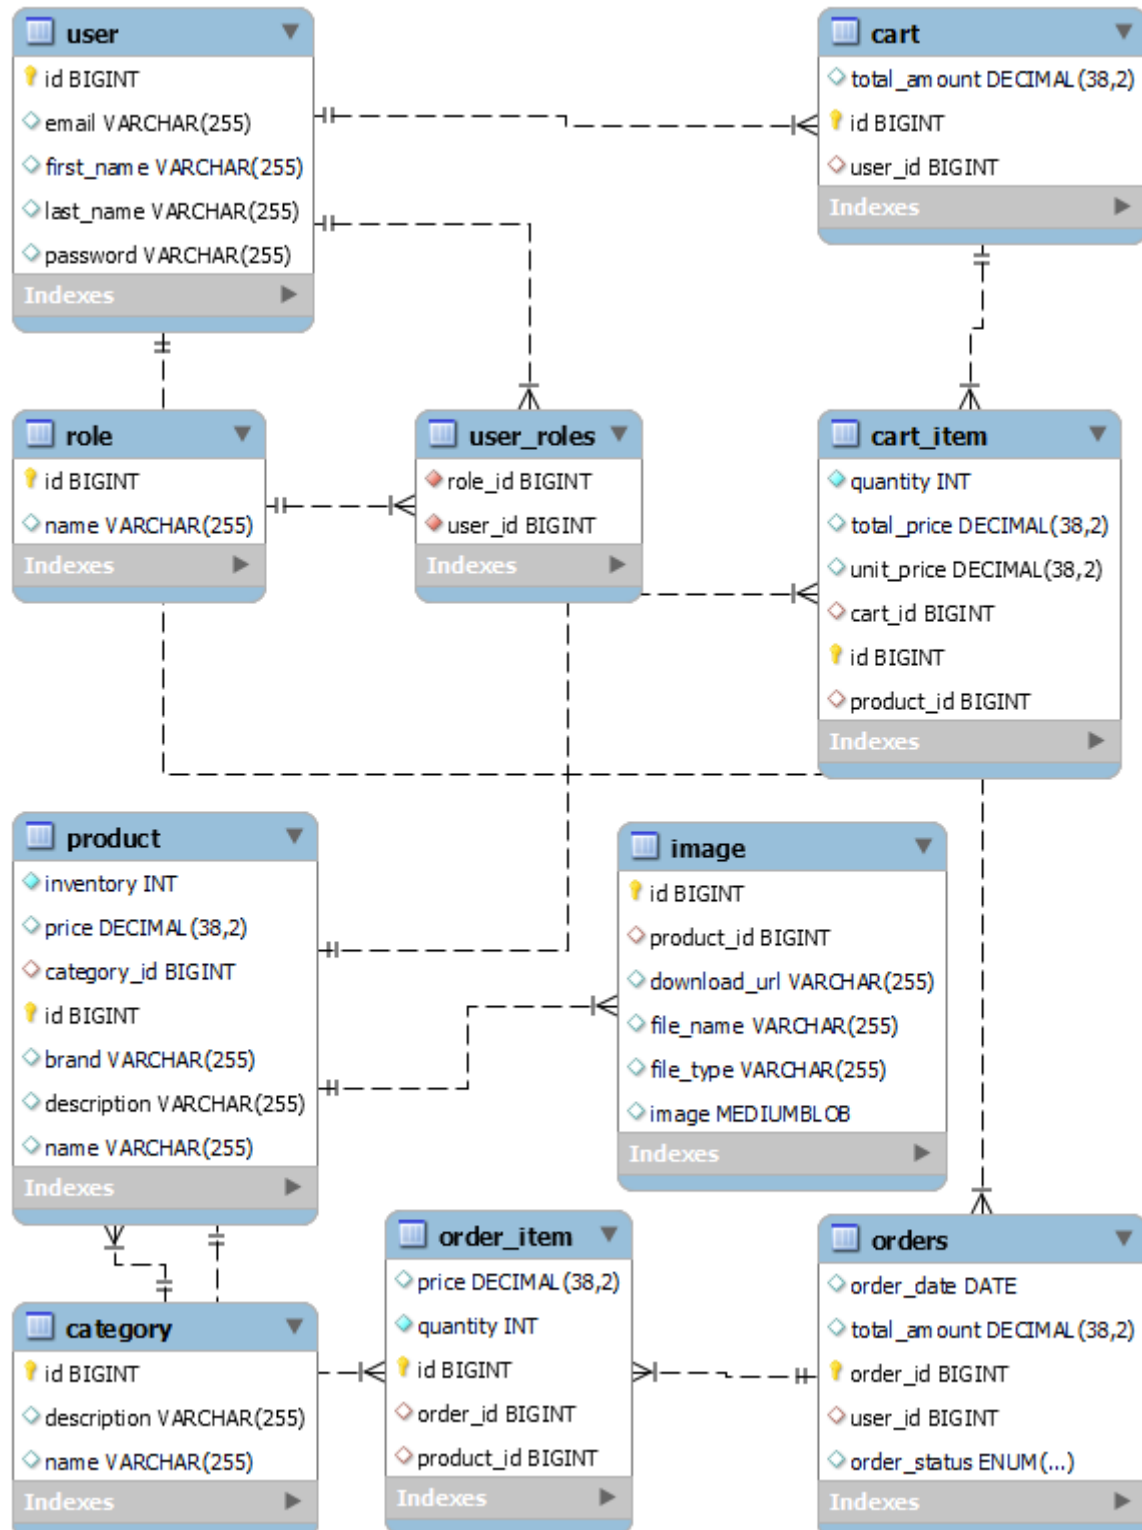 user
id BIGINT
email VARCHAR(255)
first_name VARCHAR(255)
last_name VARCHAR(255)
password VARCHAR(255)
Indexes
cart
total_amount DECIMAL(38,2)
id BIGINT
user_id BIGINT
Indexes
role
id BIGINT
name VARCHAR(255)
Indexes
user_roles
role_id BIGINT
user_id BIGINT
Indexes
cart_item
quantity INT
total_price DECIMAL(38,2)
unit_price DECIMAL(38,2)
cart_id BIGINT
id BIGINT
product_id BIGINT
Indexes
product
inventory INT
price DECIMAL(38,2)
category_id BIGINT
id BIGINT
brand VARCHAR(255)
description VARCHAR(255)
name VARCHAR(255)
Indexes
image
id BIGINT
product_id BIGINT
download_url VARCHAR(255)
file_name VARCHAR(255)
file_type VARCHAR(255)
image MEDIUMBLOB
Indexes
category
id BIGINT
description VARCHAR(255)
name VARCHAR(255)
Indexes
order_item
price DECIMAL(38,2)
quantity INT
id BIGINT
order_id BIGINT
product_id BIGINT
Indexes
orders
order_date DATE
total_amount DECIMAL(38,2)
order_id BIGINT
user_id BIGINT
order_status ENUM(...)
Indexes